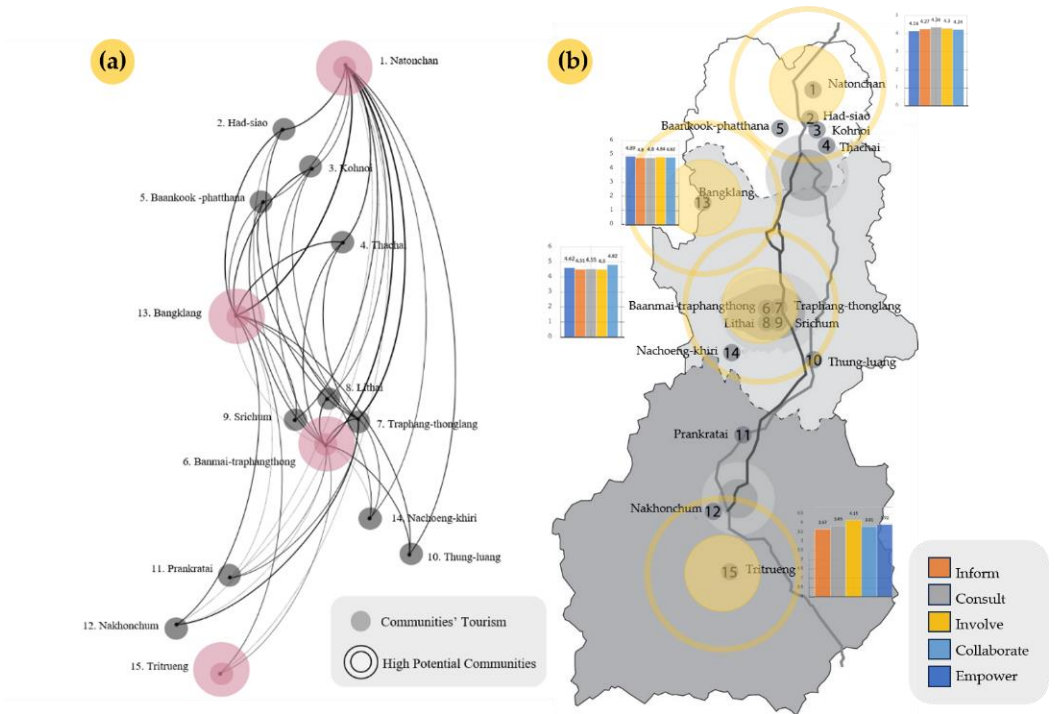 (a)
1. Natonchan
2. Had-siao
3. Kohnoi
5. Baankook -phatthana
4. Thachai
13. Bangklang
8. Lithai
9. Srichum
7. Traphang-thonglang
6. Banmai-traphangthong
14. Nachoeng-khiri
10. Thung-luang
11. Prankratai
12. Nakhonchum
15. Tritrueng
Communities' Tourism
High Potential Communities
(b)
1
Natonchan
2 Had-siao
Baankook-phatthana 5
3 Kohnoi
4 Thachai
Bangklang
13
Baanmai-traphangthong 6 7 Traphang-thonglang
Lithai 8 9 Srichum
Nachoeng-khiri 14
10 Thung-luang
Prankratai 11
Nakhonchum 12
15 Tritrueng
Inform
Consult
Involve
Collaborate
Empower